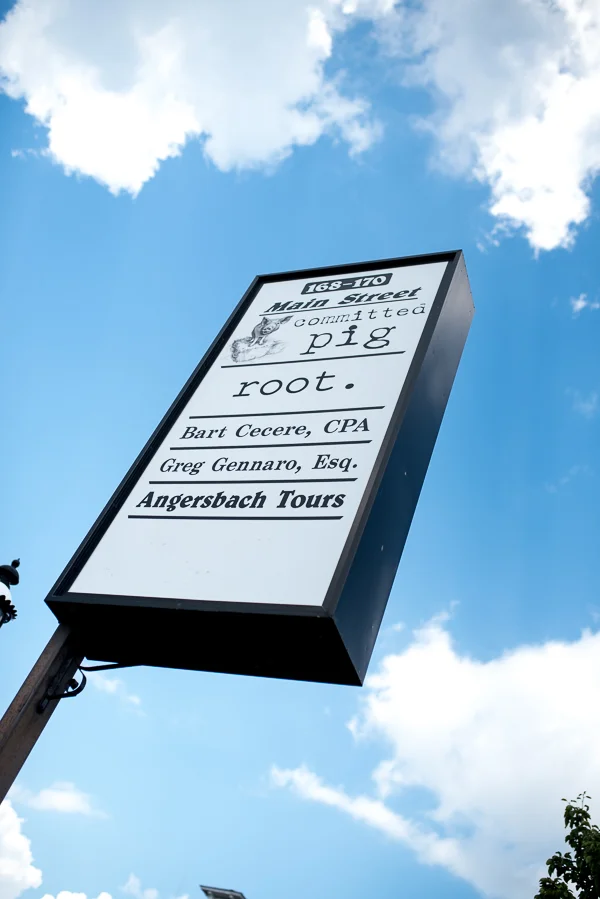 168-170
Main Street
committed
pig
root.
Bart Cecere, CPA
Greg Gennaro, Esq.
Angersbach Tours